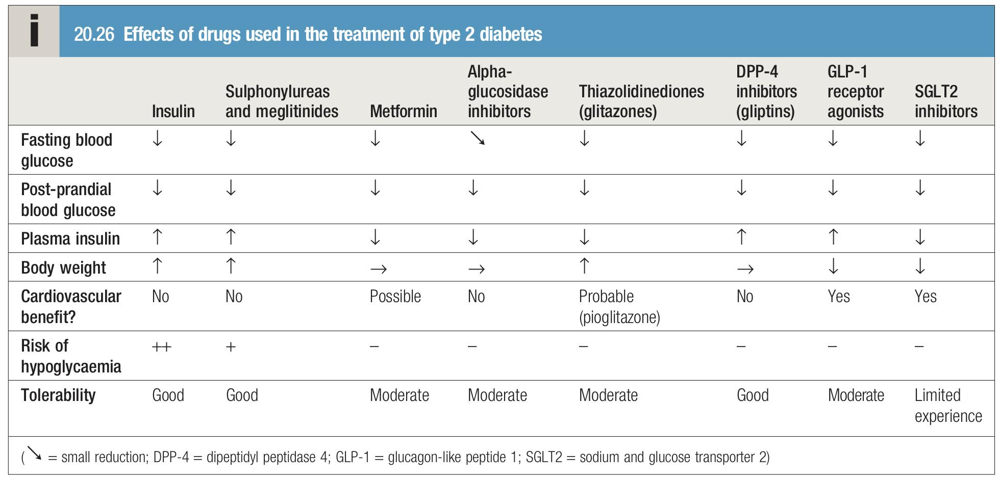 i 20.26 Effects of drugs used in the treatment of type 2 diabetes
Insulin Sulphonylureas and meglitinides Metformin Alpha-glucosidase inhibitors Thiazolidinediones (glitazones) DPP-4 inhibitors (gliptins) GLP-1 receptor agonists SGLT2 inhibitors
Fasting blood glucose ↓ ↓ ↓ ↘ ↓ ↓ ↓ ↓
Post-prandial blood glucose ↓ ↓ ↓ ↓ ↓ ↓ ↓ ↓
Plasma insulin ↑ ↑ ↓ ↓ ↓ ↑ ↑ ↓
Body weight ↑ ↑ → → ↑ → ↓ ↓
Cardiovascular benefit? No No Possible No Probable (pioglitazone) No Yes Yes
Risk of hypoglycaemia ++ + – – – – – –
Tolerability Good Good Moderate Moderate Moderate Good Moderate Limited experience
(↘ = small reduction; DPP-4 = dipeptidyl peptidase 4; GLP-1 = glucagon-like peptide 1; SGLT2 = sodium and glucose transporter 2)